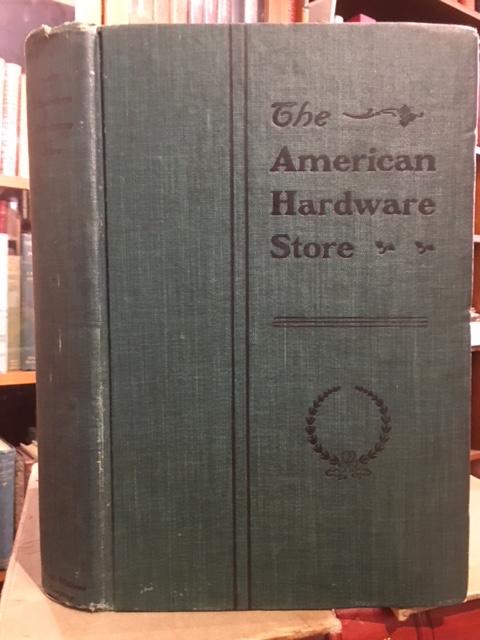 The
American
Hardware
Store